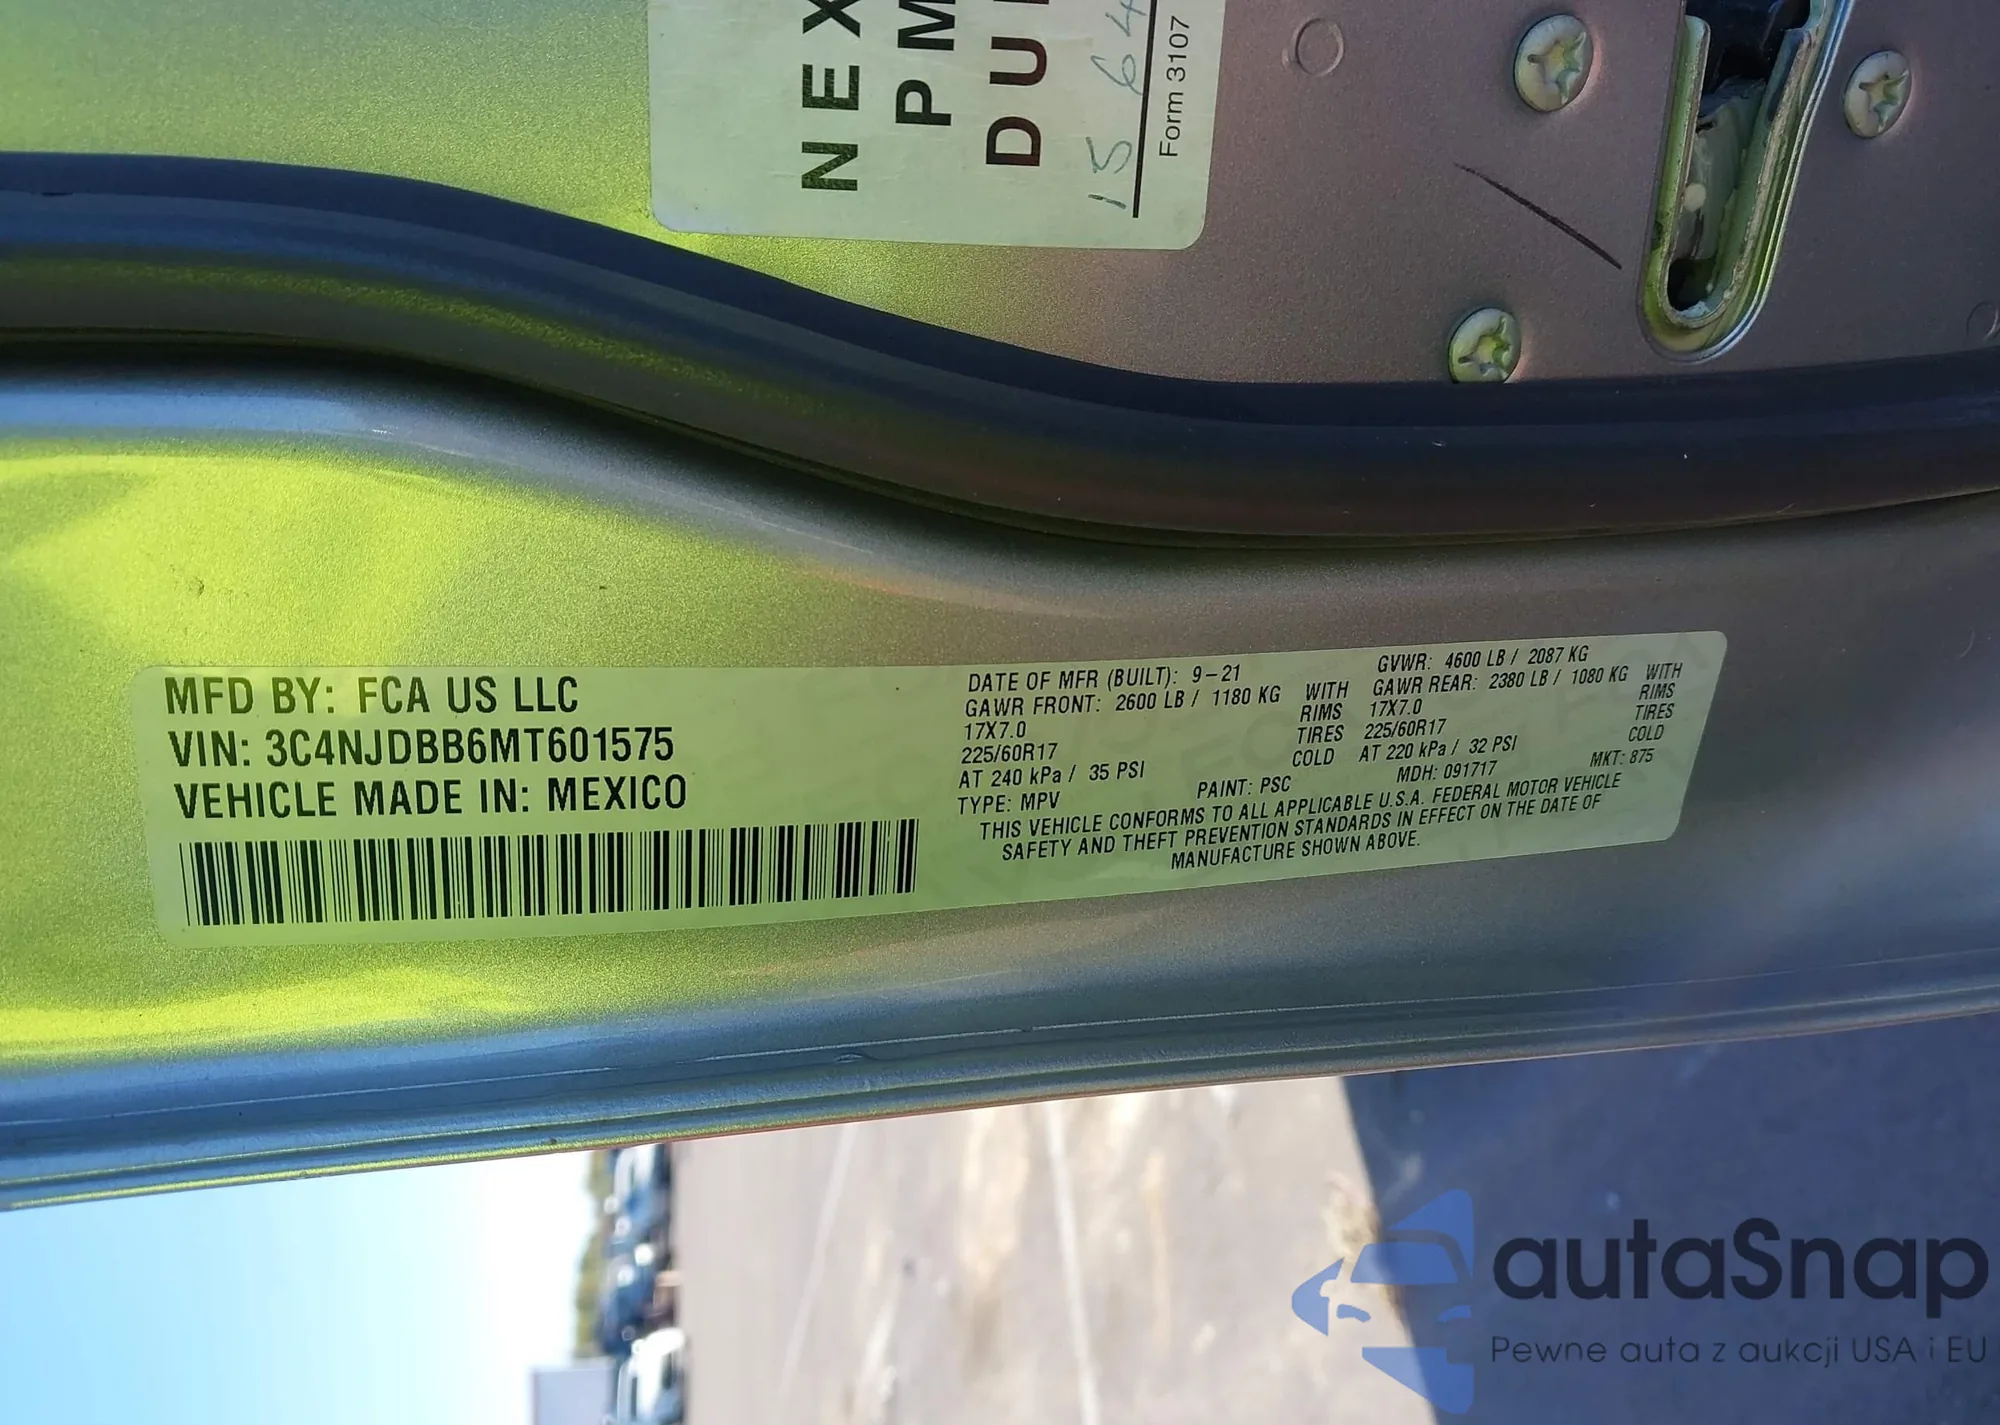 NEX
PM
DU
15 64
Form 3107
MFD BY: FCA US LLC
VIN: 3C4NJDBB6MT601575
VEHICLE MADE IN: MEXICO
DATE OF MFR (BUILT): 9-21
GAWR FRONT: 2600 LB / 1180 KG WITH
17X7.0 RIMS
225/60R17 TIRES
AT 240 kPa / 35 PSI COLD
TYPE: MPV PAINT: PSC
GVWR: 4600 LB / 2087 KG
GAWR REAR: 2380 LB / 1080 KG WITH
17X7.0 RIMS
225/60R17 TIRES
AT 220 kPa / 32 PSI COLD
MDH: 091717 MKT: 875
THIS VEHICLE CONFORMS TO ALL APPLICABLE U.S.A. FEDERAL MOTOR VEHICLE
SAFETY AND THEFT PREVENTION STANDARDS IN EFFECT ON THE DATE OF
MANUFACTURE SHOWN ABOVE.
autaSnap
Pewne auta z aukcji USA i EU